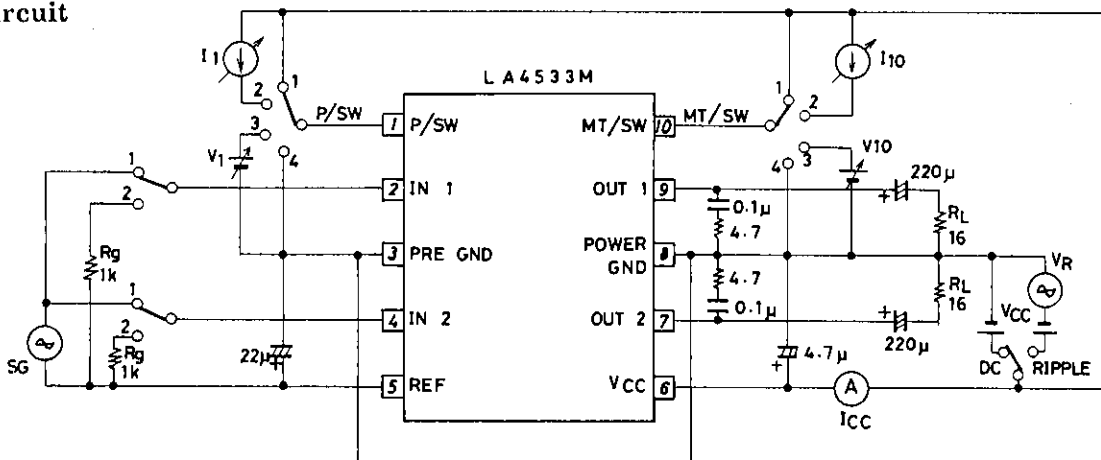 rcuit
LA4533M
I1
1
2
3
4
P/SW
V1
1
2
Rg
1k
1
2
Rg
1k
SG
22μ
+
1 P/SW
2 IN 1
3 PRE GND
4 IN 2
5 REF
MT/SW 10
OUT 1 9
POWER GND 8
OUT 2 7
VCC 6
MT/SW
1
2
3
4
I10
V10
220μ
+
0.1μ
4.7
RL
16
4.7
0.1μ
RL
16
+
220μ
4.7μ
+
A
ICC
VR
VCC
DC
RIPPLE